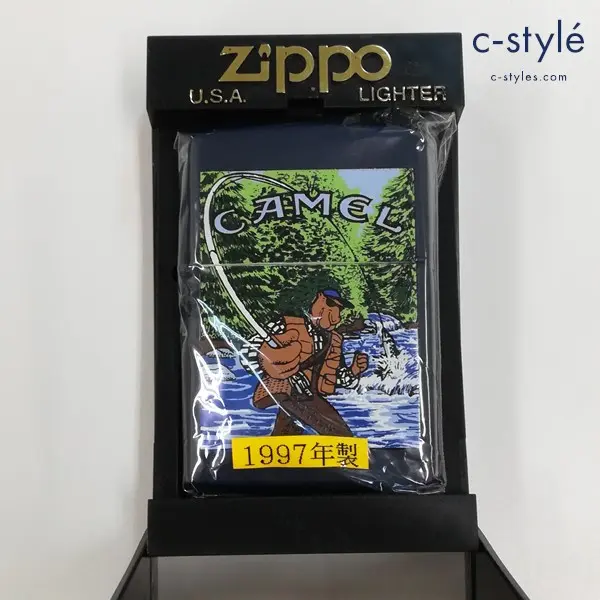 c-stylé
c-styles.com
zippo
U.S.A. LIGHTER
CAMEL
1997年製